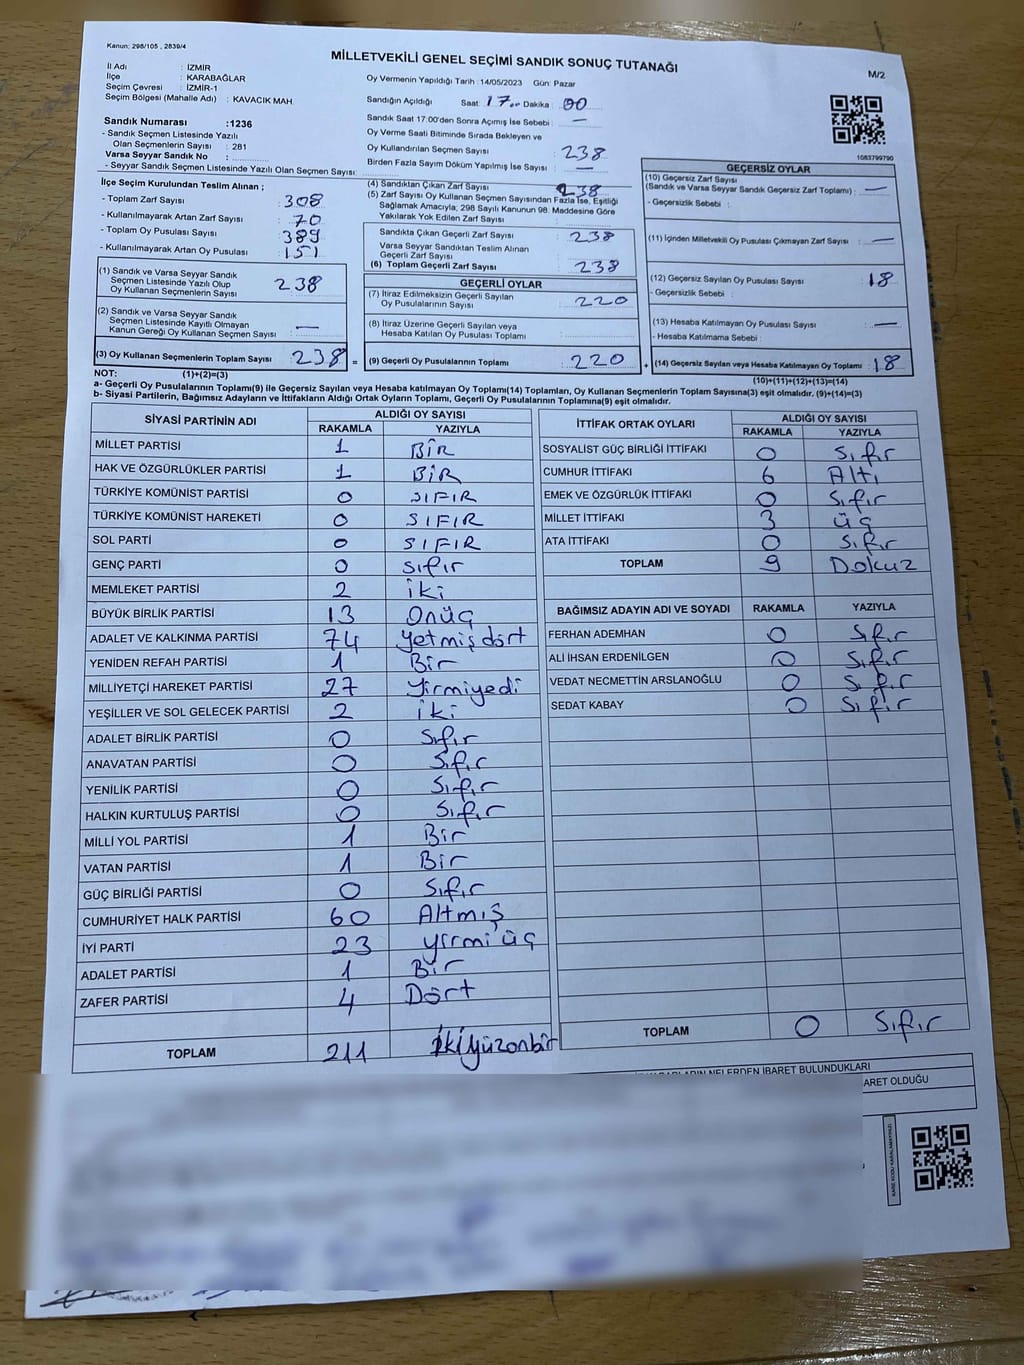 Kanun: 298/105 , 2839/4
MİLLETVEKİLİ GENEL SEÇİMİ SANDIK SONUÇ TUTANAĞI
M/2
İl Adı : İZMİR
İlçe : KARABAĞLAR
Seçim Çevresi : İZMİR-1
Seçim Bölgesi (Mahalle Adı) : KAVACIK MAH.
Sandık Numarası :1236
- Sandık Seçmen Listesinde Yazılı
Olan Seçmenlerin Sayısı : 281
Varsa Seyyar Sandık No :
- Seyyar Sandık Seçmen Listesinde Yazılı Olan Seçmen Sayısı:
Oy Vermenin Yapıldığı Tarih : 14/05/2023 Gün: Pazar
Sandığın Açıldığı Saat: 17.00 Dakika : 00
Sandık Saat 17:00'den Sonra Açımış İse Sebebi : —
Oy Verme Saati Bitiminde Sırada Bekleyen ve
Oy Kullandırılan Seçmen Sayısı : 238
Birden Fazla Sayım Döküm Yapılmış İse Sayısı : —
1083799790
İlçe Seçim Kurulundan Teslim Alınan ;
- Toplam Zarf Sayısı : 308
- Kullanılmayarak Artan Zarf Sayısı : 70
- Toplam Oy Pusulası Sayısı : 389
- Kullanılmayarak Artan Oy Pusulası : 151
(1) Sandık ve Varsa Seyyar Sandık
Seçmen Listesinde Yazılı Olup
Oy Kullanan Seçmenlerin Sayısı : 238
(2) Sandık ve Varsa Seyyar Sandık
Seçmen Listesinde Kayıtlı Olmayan
Kanun Gereği Oy Kullanan Seçmen Sayısı : —
(3) Oy Kullanan Seçmenlerin Toplam Sayısı : 238 =
(4) Sandıktan Çıkan Zarf Sayısı : 238
(5) Zarf Sayısı Oy Kullanan Seçmen Sayısından Fazla İse, Eşitliği
Sağlamak Amacıyla, 298 Sayılı Kanunun 98. Maddesine Göre
Yakılarak Yok Edilen Zarf Sayısı :
Sandıkta Çıkan Geçerli Zarf Sayısı : 238
Varsa Seyyar Sandıktan Teslim Alınan
Geçerli Zarf Sayısı :
(6) Toplam Geçerli Zarf Sayısı : 238
GEÇERLİ OYLAR
(7) İtiraz Edilmeksizin Geçerli Sayılan
Oy Pusulalarının Sayısı : 220
(8) İtiraz Üzerine Geçerli Sayılan veya
Hesaba Katılan Oy Pusulası Toplamı :
(9) Geçerli Oy Pusulalarının Toplamı : 220 +
GEÇERSİZ OYLAR
(10) Geçersiz Zarf Sayısı
(Sandık ve Varsa Seyyar Sandık Geçersiz Zarf Toplamı) : —
- Geçersizlik Sebebi :
(11) İçinden Milletvekili Oy Pusulası Çıkmayan Zarf Sayısı : —
(12) Geçersiz Sayılan Oy Pusulası Sayısı : 18
- Geçersizlik Sebebi :
(13) Hesaba Katılmayan Oy Pusulası Sayısı : —
- Hesaba Katılmama Sebebi :
(14) Geçersiz Sayılan veya Hesaba Katılmayan Oy Toplamı : 18
NOT: (1)+(2)=(3)
(10)+(11)+(12)+(13)=(14)
a- Geçerli Oy Pusulalarının Toplamı(9) ile Geçersiz Sayılan veya Hesaba katılmayan Oy Toplamı(14) Toplamları, Oy Kullanan Seçmenlerin Toplam Sayısına(3) eşit olmalıdır. (9)+(14)=(3)
b- Siyasi Partilerin, Bağımsız Adayların ve İttifakların Aldığı Ortak Oyların Toplamı, Geçerli Oy Pusulalarının Toplamına(9) eşit olmalıdır.
SİYASİ PARTİNİN ADI ALDIĞI OY SAYISI
RAKAMLA YAZIYLA
MİLLET PARTİSİ 1 BİR
HAK VE ÖZGÜRLÜKLER PARTİSİ 1 BİR
TÜRKİYE KOMÜNİST PARTİSİ 0 SIFIR
TÜRKİYE KOMÜNİST HAREKETİ 0 SIFIR
SOL PARTİ 0 SIFIR
GENÇ PARTİ 0 sıfır
MEMLEKET PARTİSİ 2 iki
BÜYÜK BİRLİK PARTİSİ 13 Onüç
ADALET VE KALKINMA PARTİSİ 74 yetmiş dört
YENİDEN REFAH PARTİSİ 1 Bir
MİLLİYETÇİ HAREKET PARTİSİ 27 Yirmiyedi
YEŞİLLER VE SOL GELECEK PARTİSİ 2 iki
ADALET BİRLİK PARTİSİ 0 Sıfır
ANAVATAN PARTİSİ 0 Sıfır
YENİLİK PARTİSİ 0 Sıfır
HALKIN KURTULUŞ PARTİSİ 0 Sıfır
MİLLİ YOL PARTİSİ 1 Bir
VATAN PARTİSİ 1 Bir
GÜÇ BİRLİĞİ PARTİSİ 0 Sıfır
CUMHURİYET HALK PARTİSİ 60 Altmış
İYİ PARTİ 23 yirmi üç
ADALET PARTİSİ 1 Bir
ZAFER PARTİSİ 4 Dört
TOPLAM 211 ikiyüzonbir
İTTİFAK ORTAK OYLARI ALDIĞI OY SAYISI
RAKAMLA YAZIYLA
SOSYALİST GÜÇ BİRLİĞİ İTTİFAKI 0 Sıfır
CUMHUR İTTİFAKI 6 Altı
EMEK VE ÖZGÜRLÜK İTTİFAKI 0 Sıfır
MİLLET İTTİFAKI 3 üç
ATA İTTİFAKI 0 Sıfır
TOPLAM 9 Dokuz
BAĞIMSIZ ADAYIN ADI VE SOYADI RAKAMLA YAZIYLA
FERHAN ADEMHAN 0 Sıfır
ALİ İHSAN ERDENİLGEN 0 Sıfır
VEDAT NECMETTİN ARSLANOĞLU 0 Sıfır
SEDAT KABAY 0 Sıfır
TOPLAM 0 Sıfır
NELERDEN İBARET BULUNDUKLARI
ARET OLDUĞU